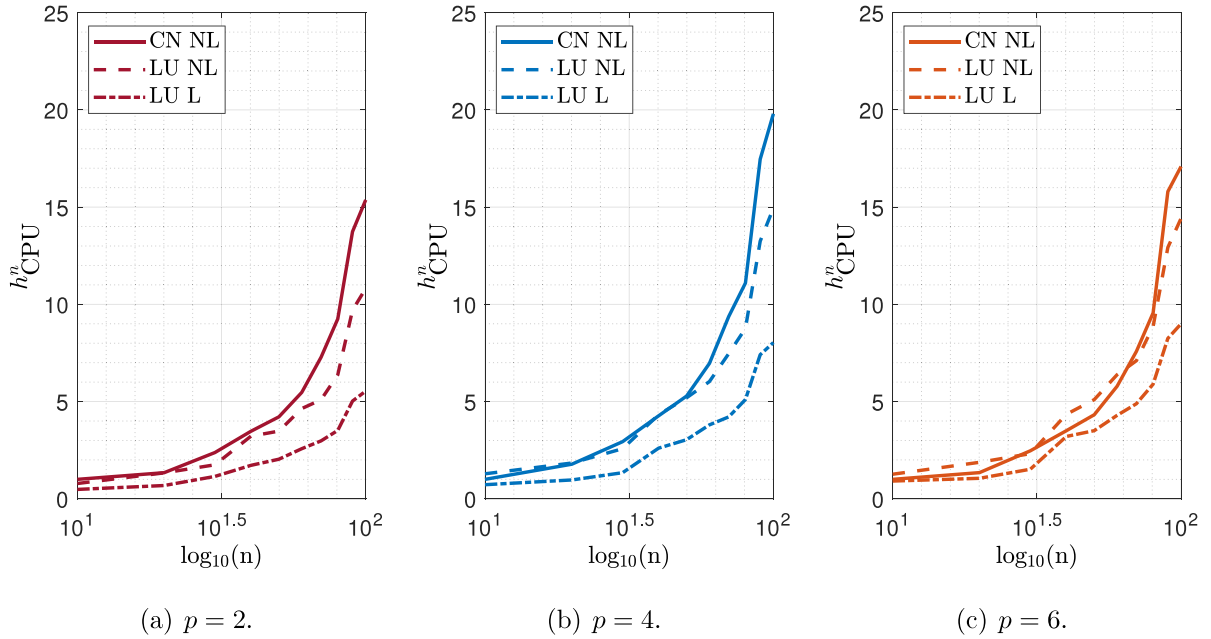 25
20
15
10
5
0
h^n_CPU
CN NL
LU NL
LU L
10^1
10^1.5
10^2
log_10(n)
(a) p = 2.
25
20
15
10
5
0
h^n_CPU
CN NL
LU NL
LU L
10^1
10^1.5
10^2
log_10(n)
(b) p = 4.
25
20
15
10
5
0
h^n_CPU
CN NL
LU NL
LU L
10^1
10^1.5
10^2
log_10(n)
(c) p = 6.